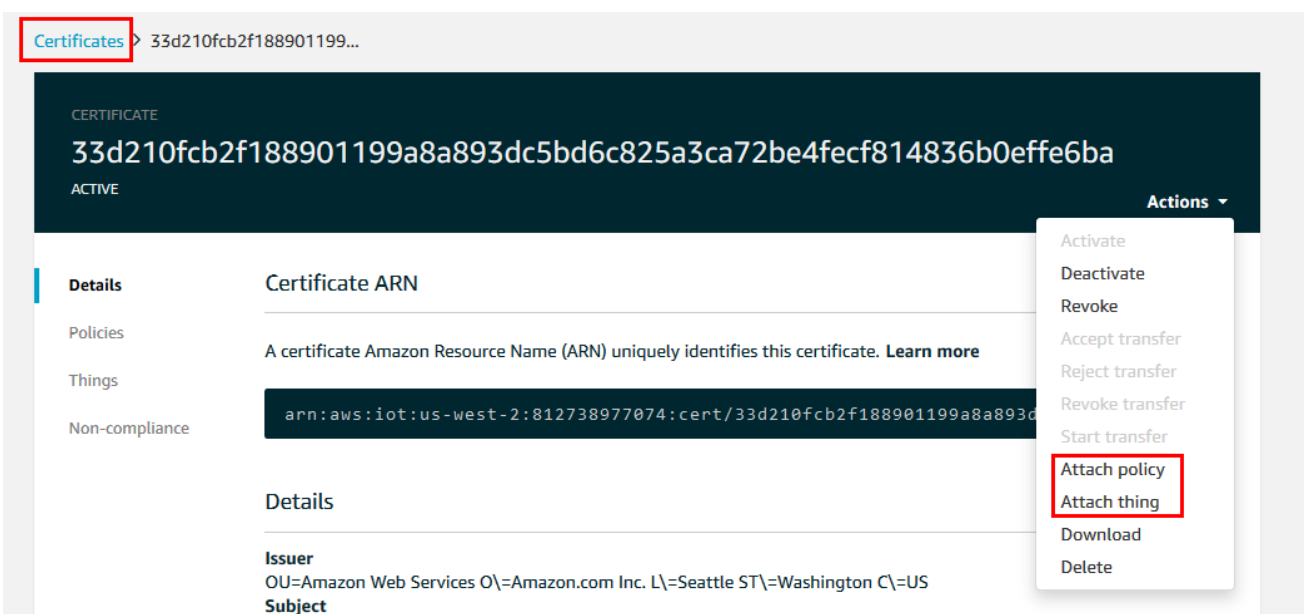 Certificates > 33d210fcb2f188901199...
CERTIFICATE
33d210fcb2f188901199a8a893dc5bd6c825a3ca72be4fecf814836b0effe6ba
ACTIVE
Actions
Activate
Deactivate
Revoke
Accept transfer
Reject transfer
Revoke transfer
Start transfer
Attach policy
Attach thing
Download
Delete
Details
Policies
Things
Non-compliance
Certificate ARN
A certificate Amazon Resource Name (ARN) uniquely identifies this certificate. Learn more
arn:aws:iot:us-west-2:812738977074:cert/33d210fcb2f188901199a8a893d
Details
Issuer
OU=Amazon Web Services O\=Amazon.com Inc. L\=Seattle ST\=Washington C\=US
Subject